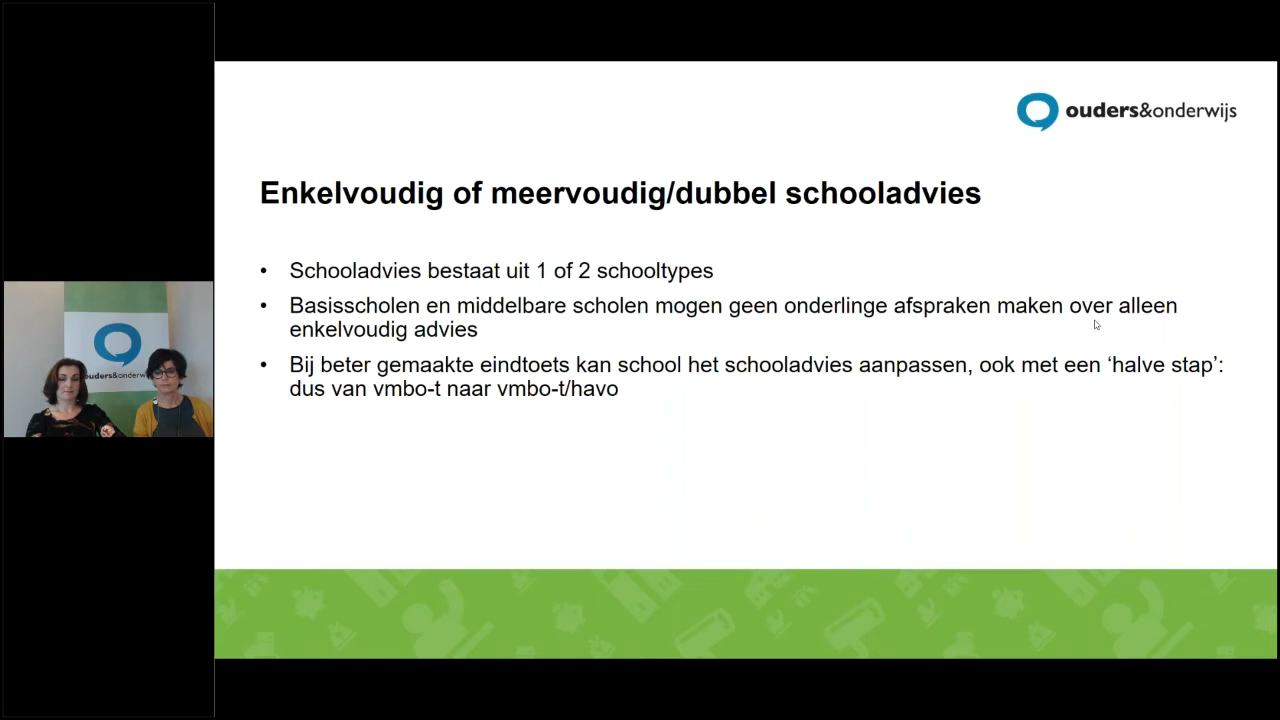 ouders&onderwijs
Enkelvoudig of meervoudig/dubbel schooladvies
• Schooladvies bestaat uit 1 of 2 schooltypes
• Basisscholen en middelbare scholen mogen geen onderlinge afspraken maken over alleen
enkelvoudig advies
• Bij beter gemaakte eindtoets kan school het schooladvies aanpassen, ook met een ‘halve stap’:
dus van vmbo-t naar vmbo-t/havo